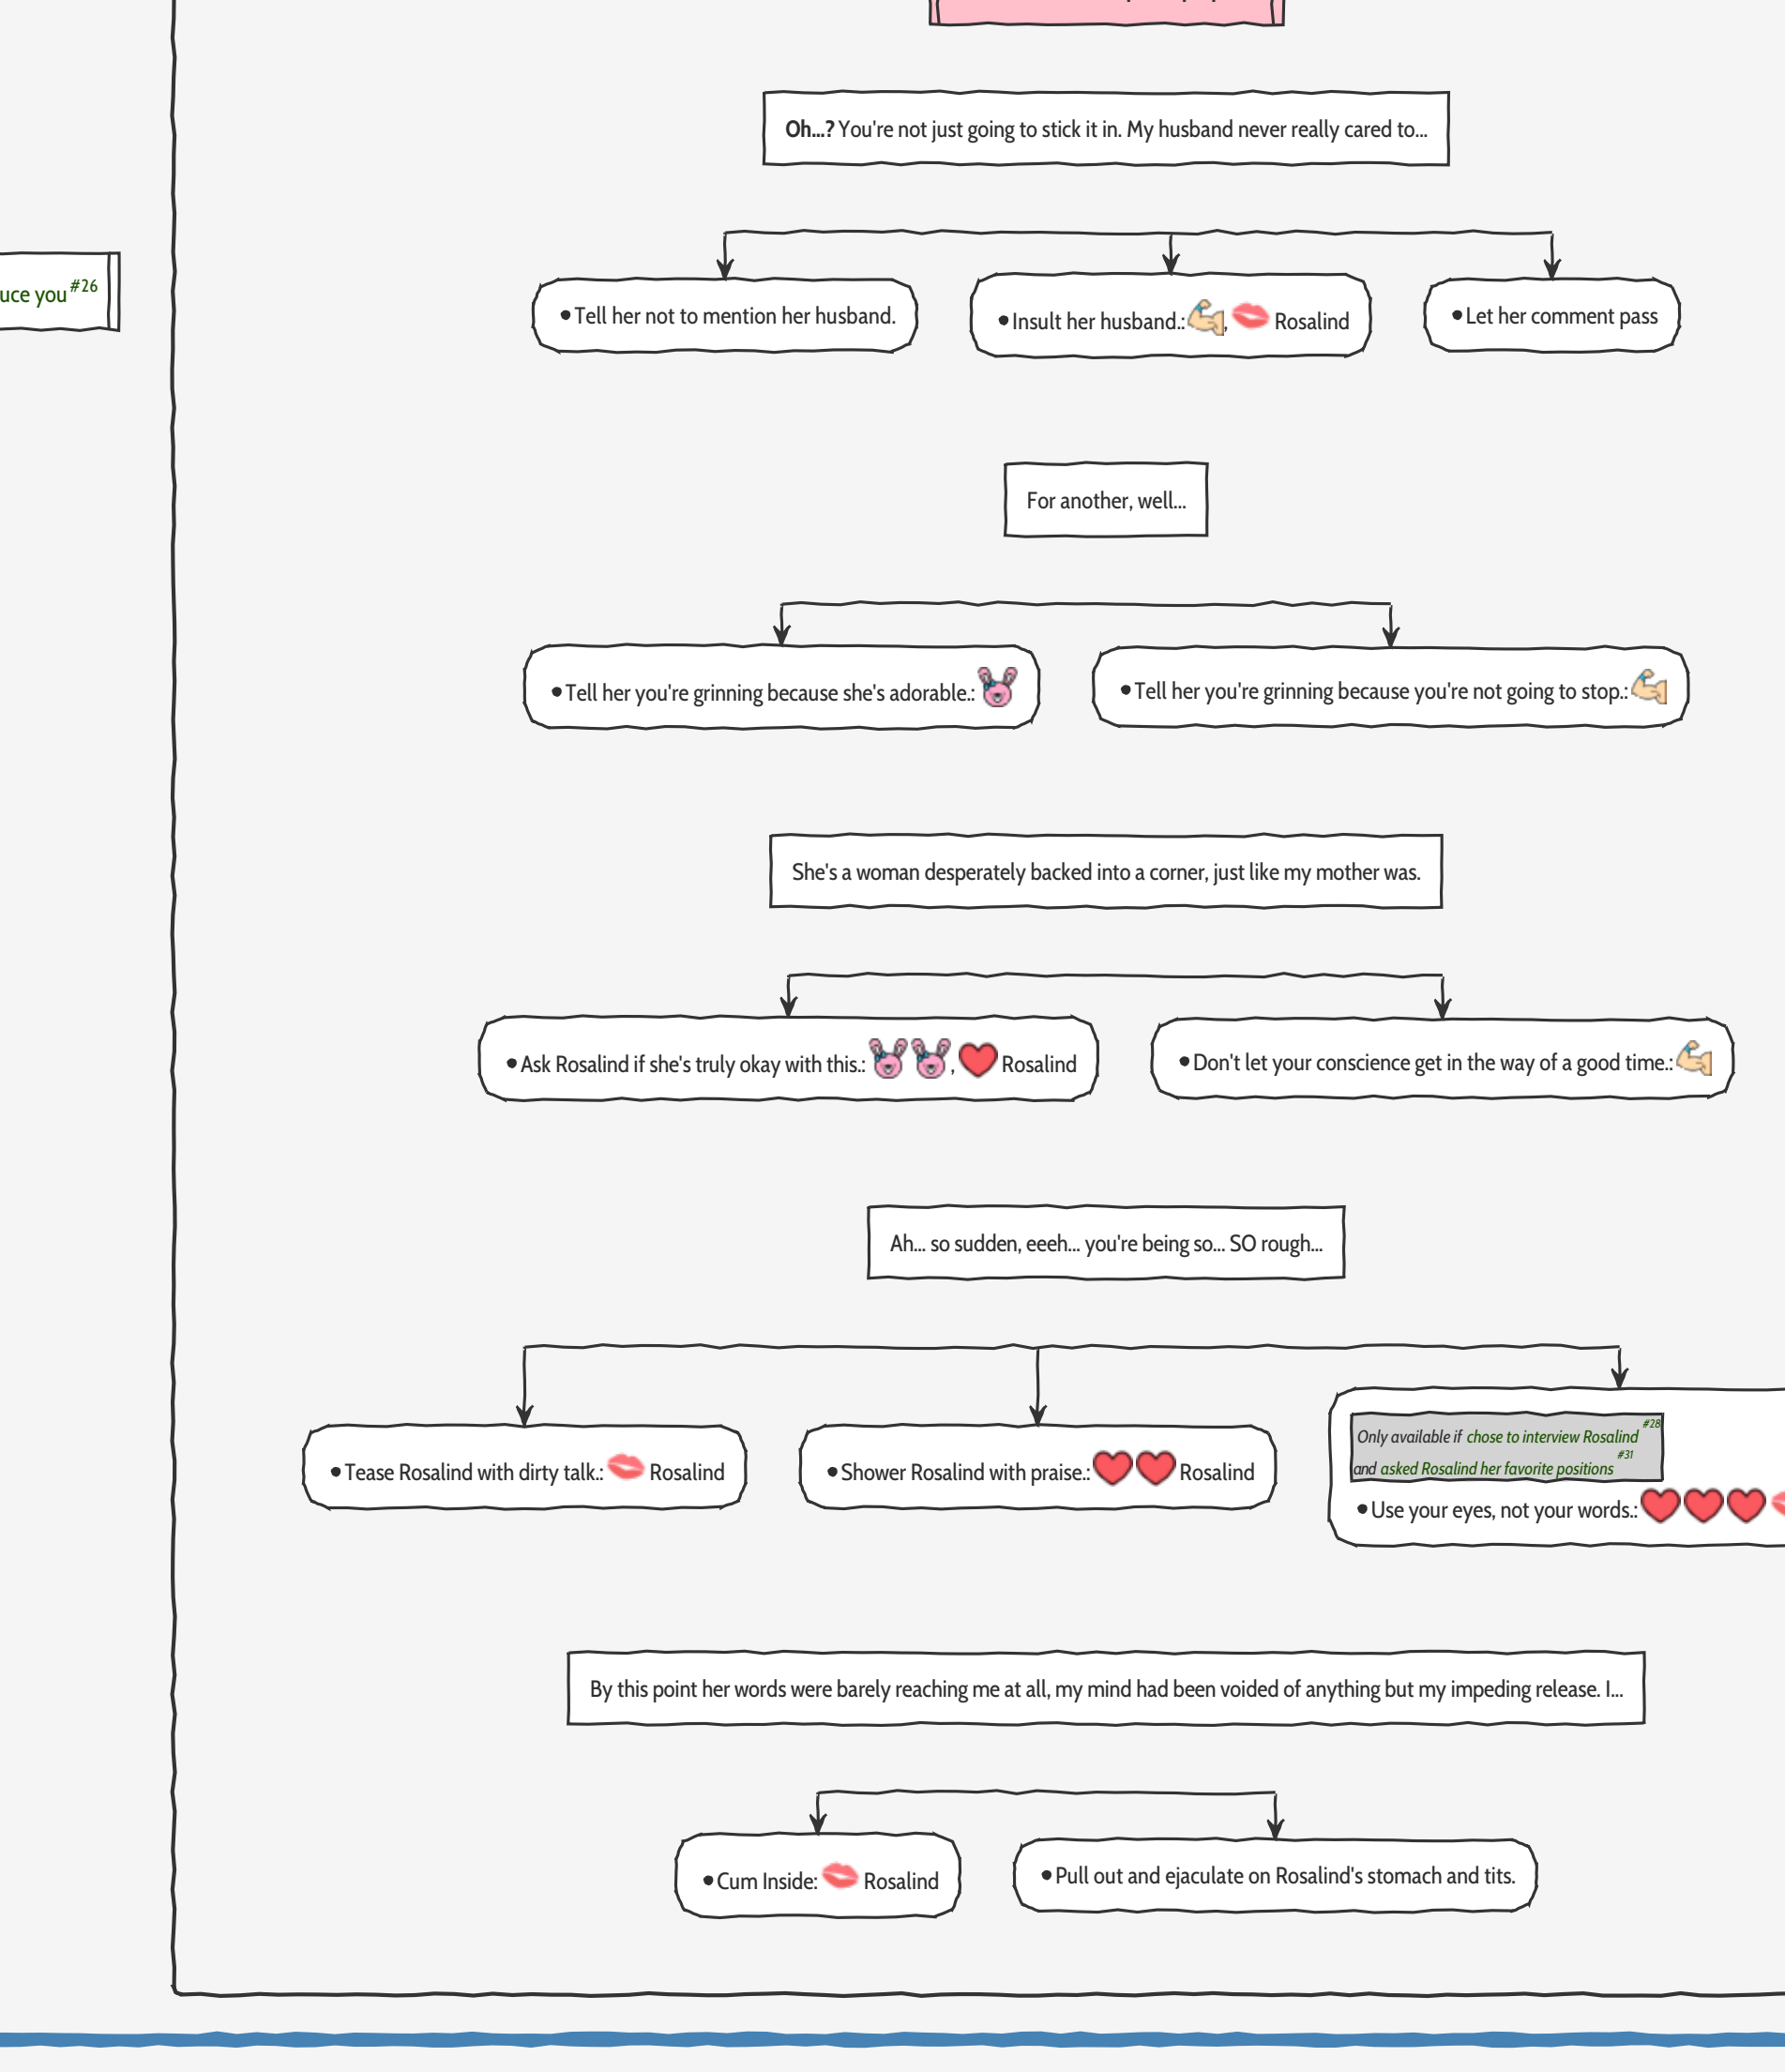 Oh...? You're not just going to stick it in. My husband never really cared to...
uce you #26
•Tell her not to mention her husband.
•Insult her husband.: , Rosalind
•Let her comment pass
For another, well...
•Tell her you're grinning because she's adorable.:
•Tell her you're grinning because you're not going to stop.:
She's a woman desperately backed into a corner, just like my mother was.
•Ask Rosalind if she's truly okay with this.: , Rosalind
•Don't let your conscience get in the way of a good time.:
Ah... so sudden, eeeh... you're being so... SO rough...
•Tease Rosalind with dirty talk.: Rosalind
•Shower Rosalind with praise.: Rosalind
Only available if chose to interview Rosalind #28
and asked Rosalind her favorite positions #31
•Use your eyes, not your words.:
By this point her words were barely reaching me at all, my mind had been voided of anything but my impeding release. I...
•Cum Inside: Rosalind
•Pull out and ejaculate on Rosalind's stomach and tits.